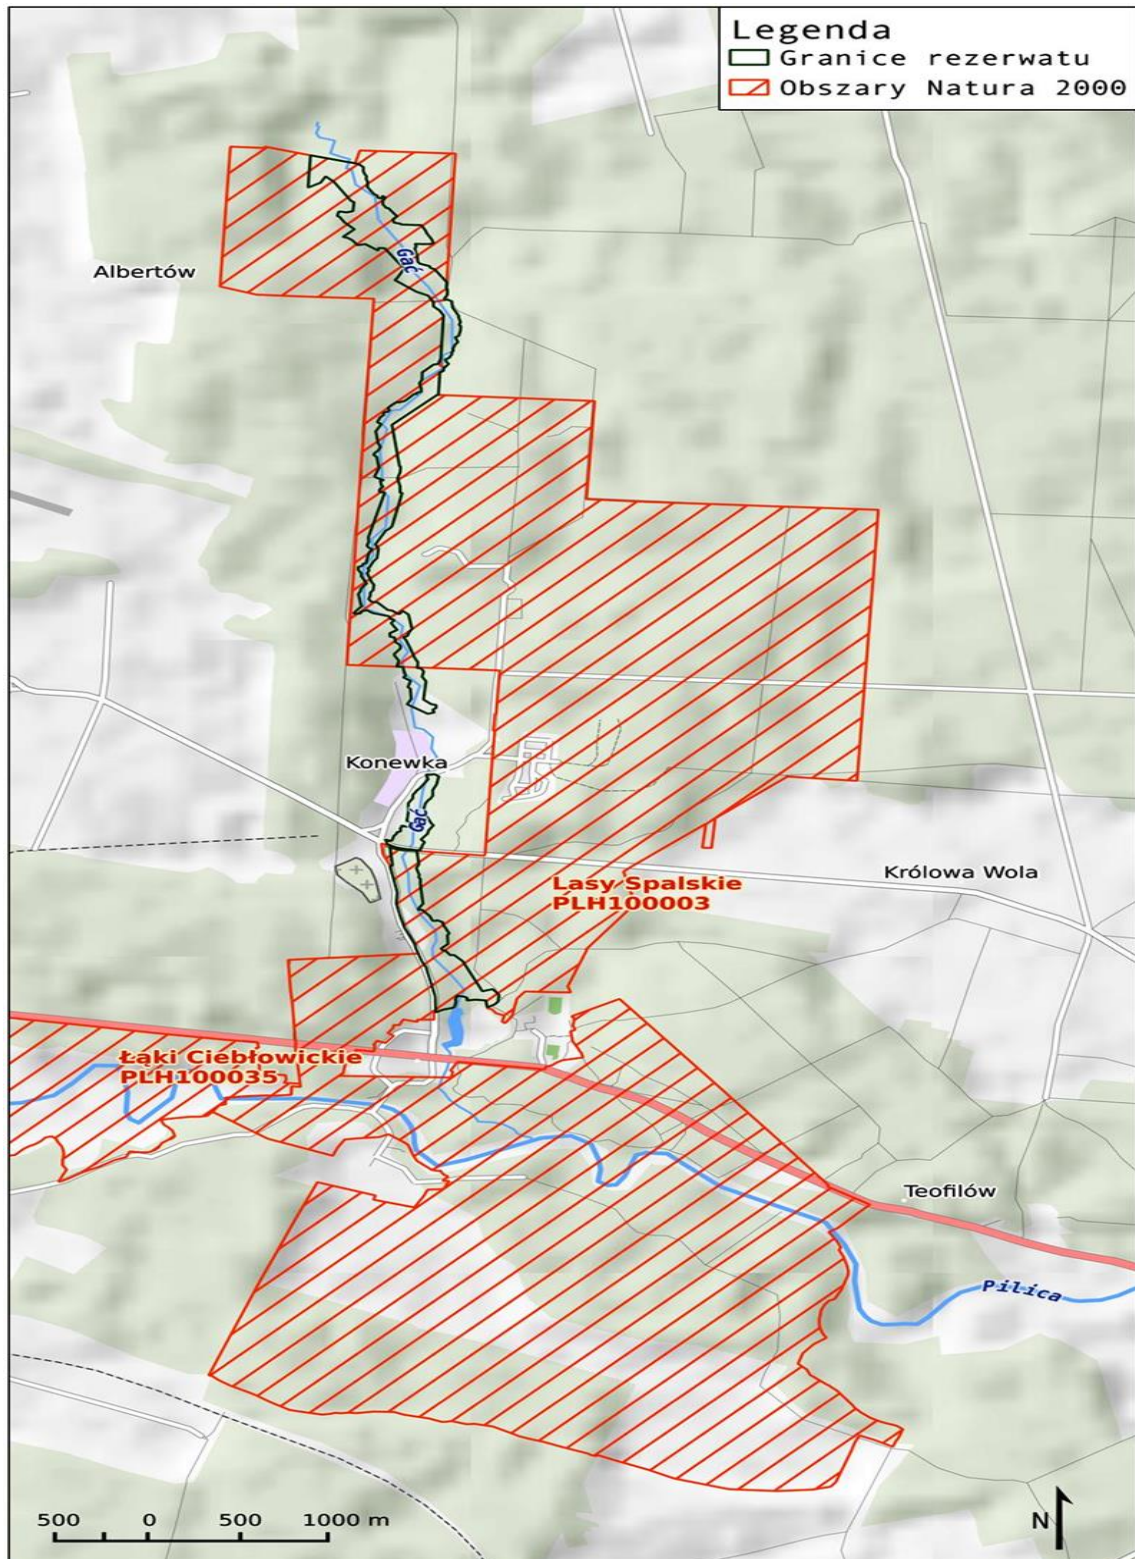 Legenda
Granice rezerwatu
Obszary Natura 2000
Gać
Albertów
Konewka
Gać
Królowa Wola
Lasy Spalskie
PLH100003
Łąki Ciebłowickie
PLH100035
Teofilów
Pilica
500 0 500 1000 m
N